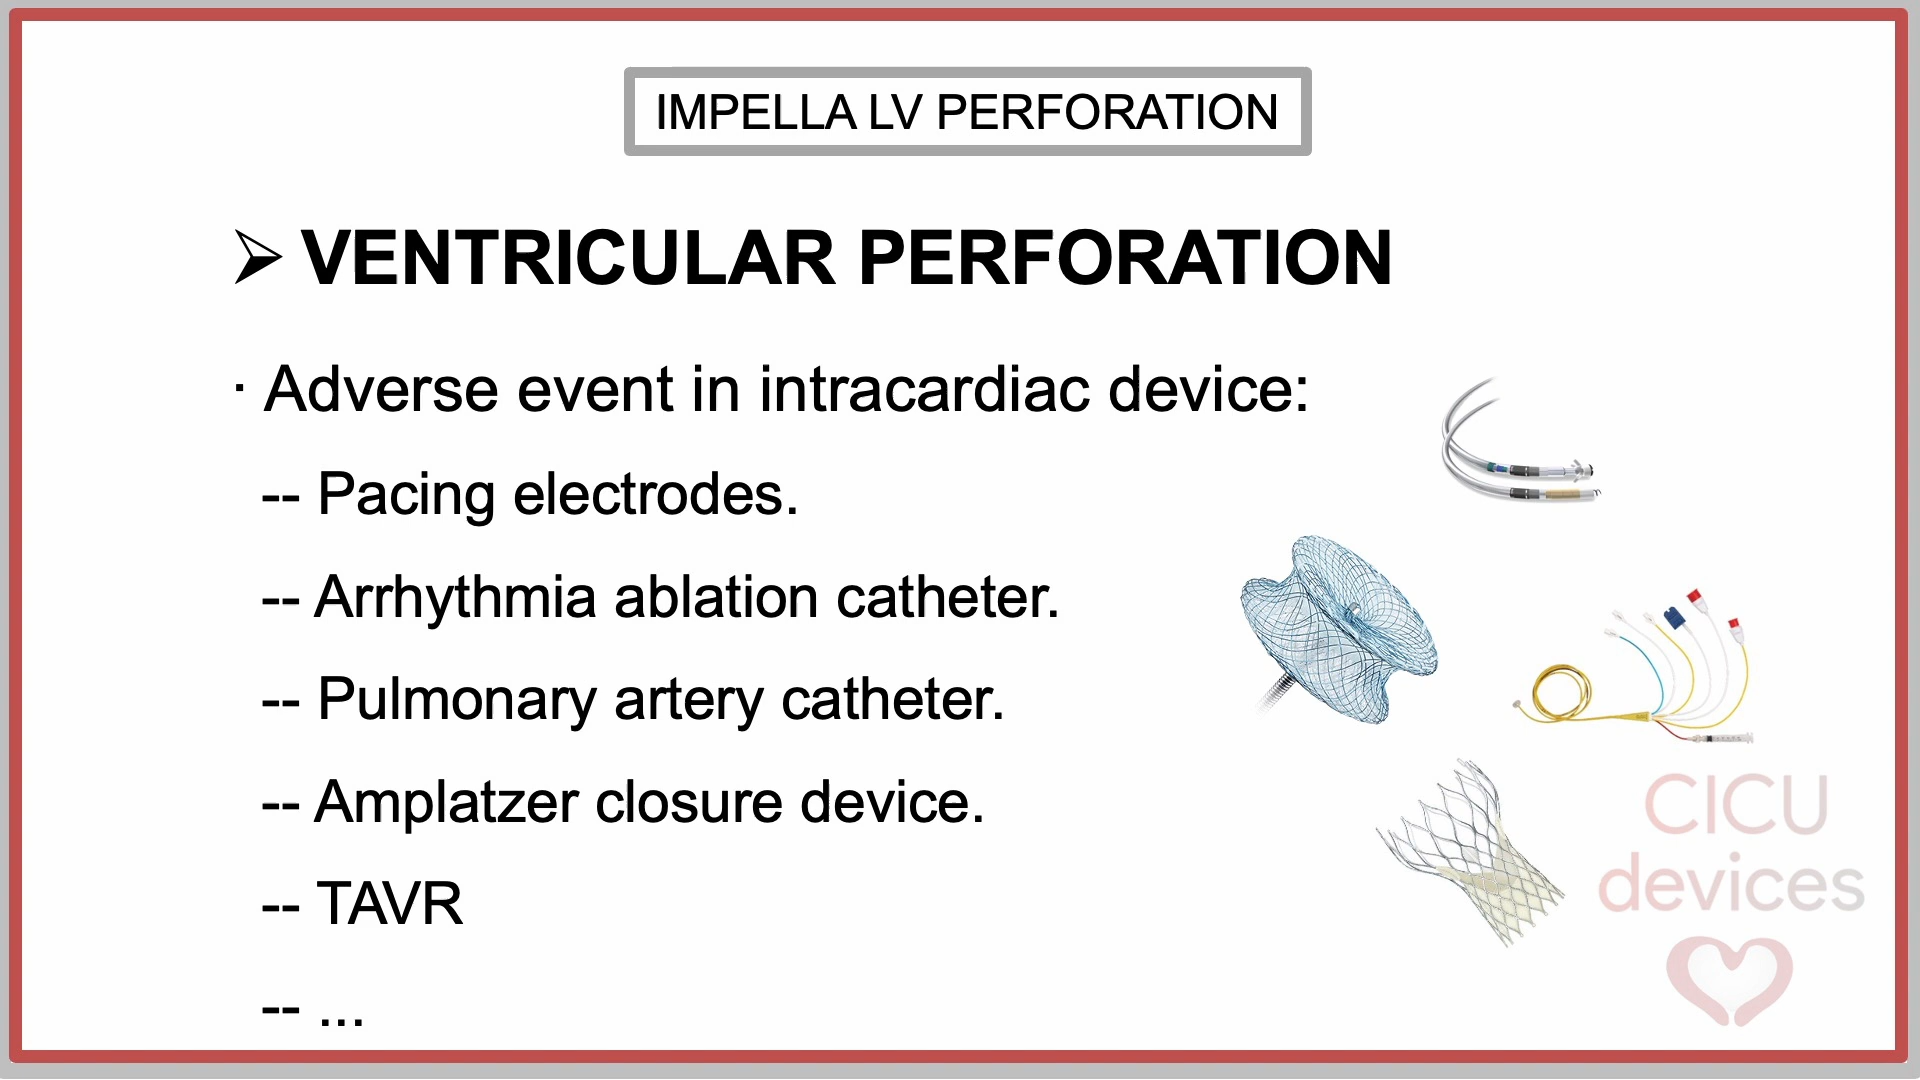 IMPELLA LV PERFORATION
➢ VENTRICULAR PERFORATION
· Adverse event in intracardiac device:
-- Pacing electrodes.
-- Arrhythmia ablation catheter.
-- Pulmonary artery catheter.
-- Amplatzer closure device.
-- TAVR
-- ...
CICU
devices